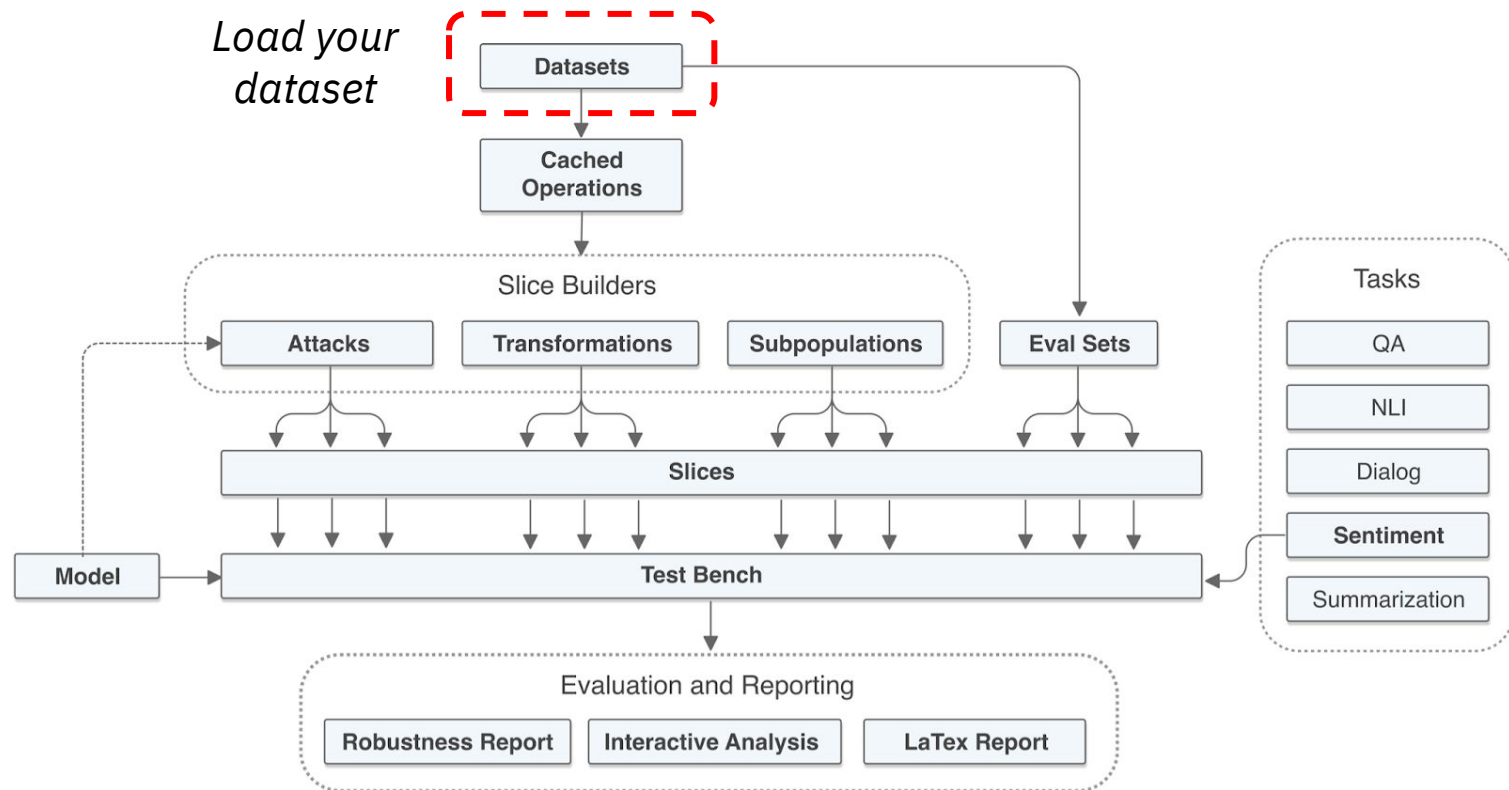 Load your
dataset
Datasets
Cached
Operations
Slice Builders
Attacks
Transformations
Subpopulations
Eval Sets
Tasks
QA
NLI
Dialog
Sentiment
Summarization
Slices
Model
Test Bench
Evaluation and Reporting
Robustness Report
Interactive Analysis
LaTex Report